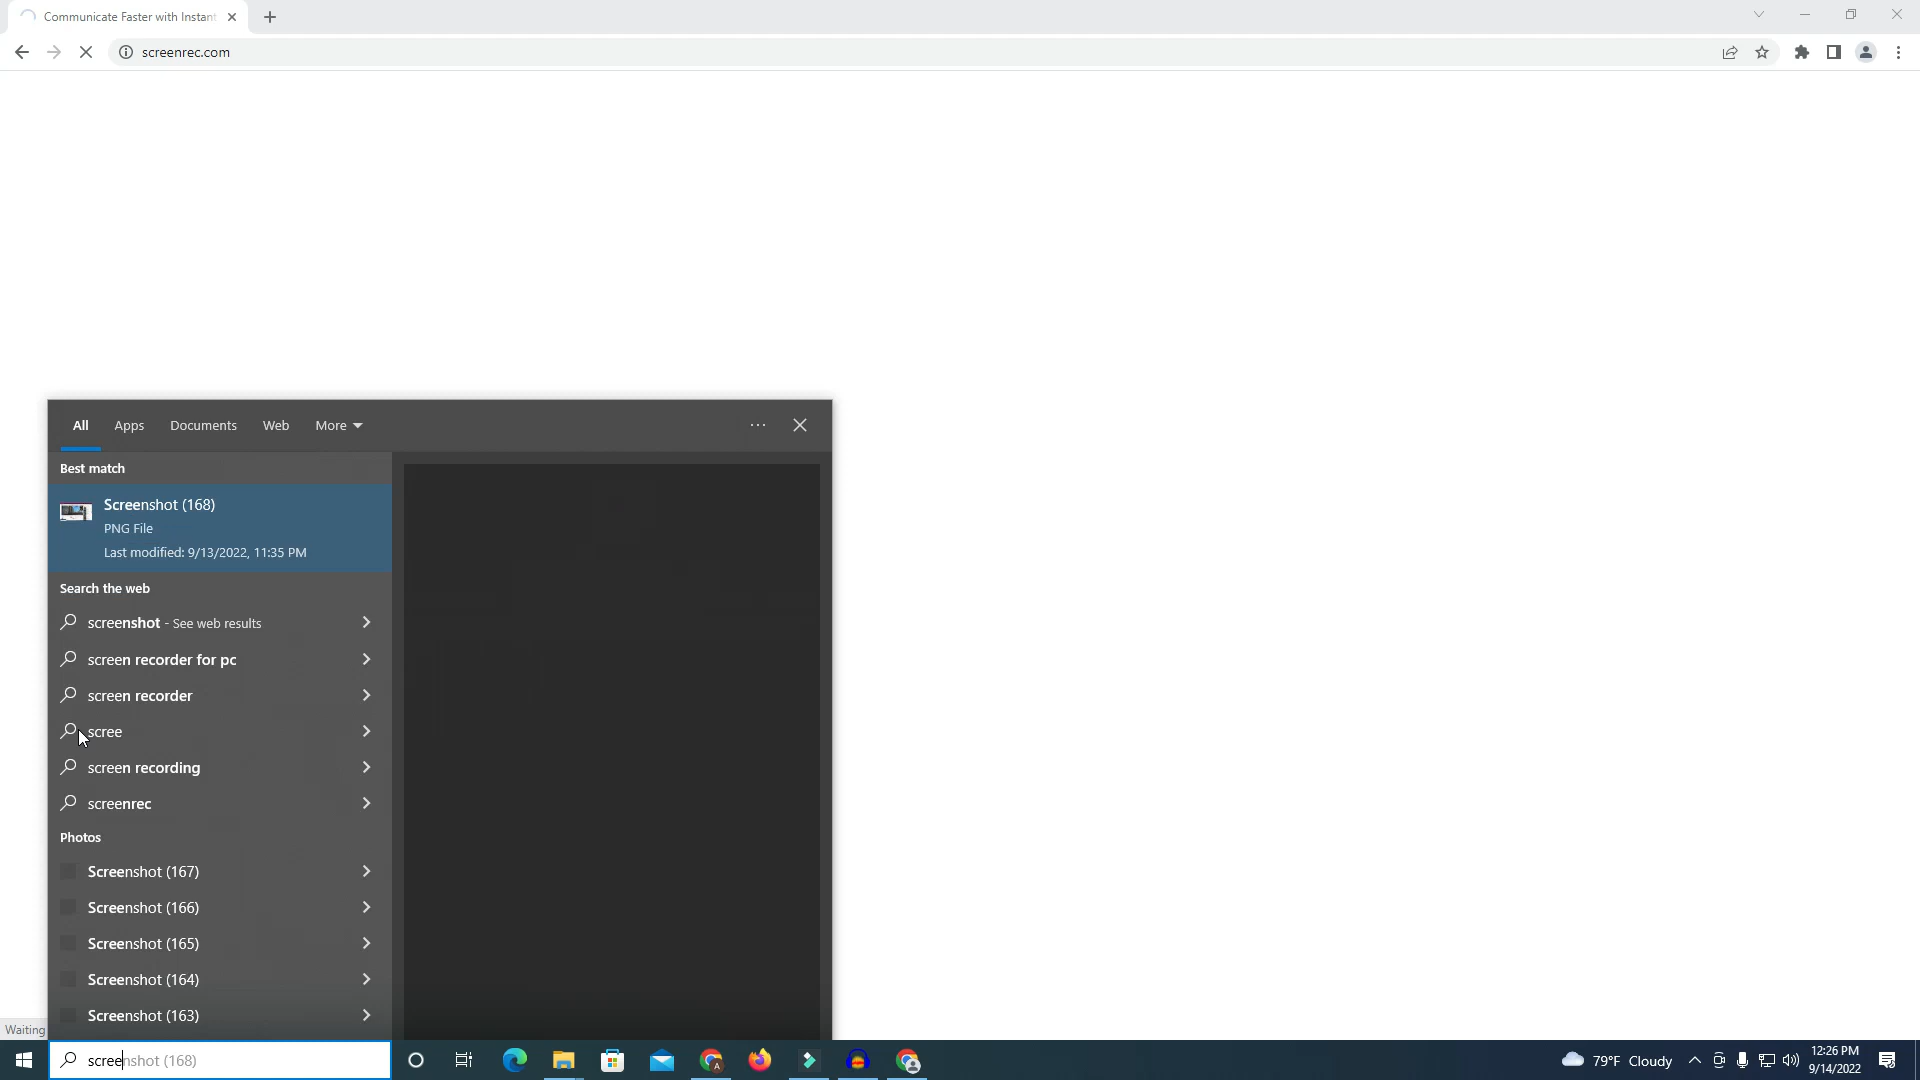 Communicate Faster with Instant
screenrec.com
All Apps Documents Web More
Best match
Screenshot (168)
PNG File
Last modified: 9/13/2022, 11:35 PM
Search the web
screenshot - See web results
screen recorder for pc
screen recorder
scree
screen recording
screenrec
Photos
Screenshot (167)
Screenshot (166)
Screenshot (165)
Screenshot (164)
Screenshot (163)
Waiting
screenshot (168)
A
79°F Cloudy
12:26 PM
9/14/2022